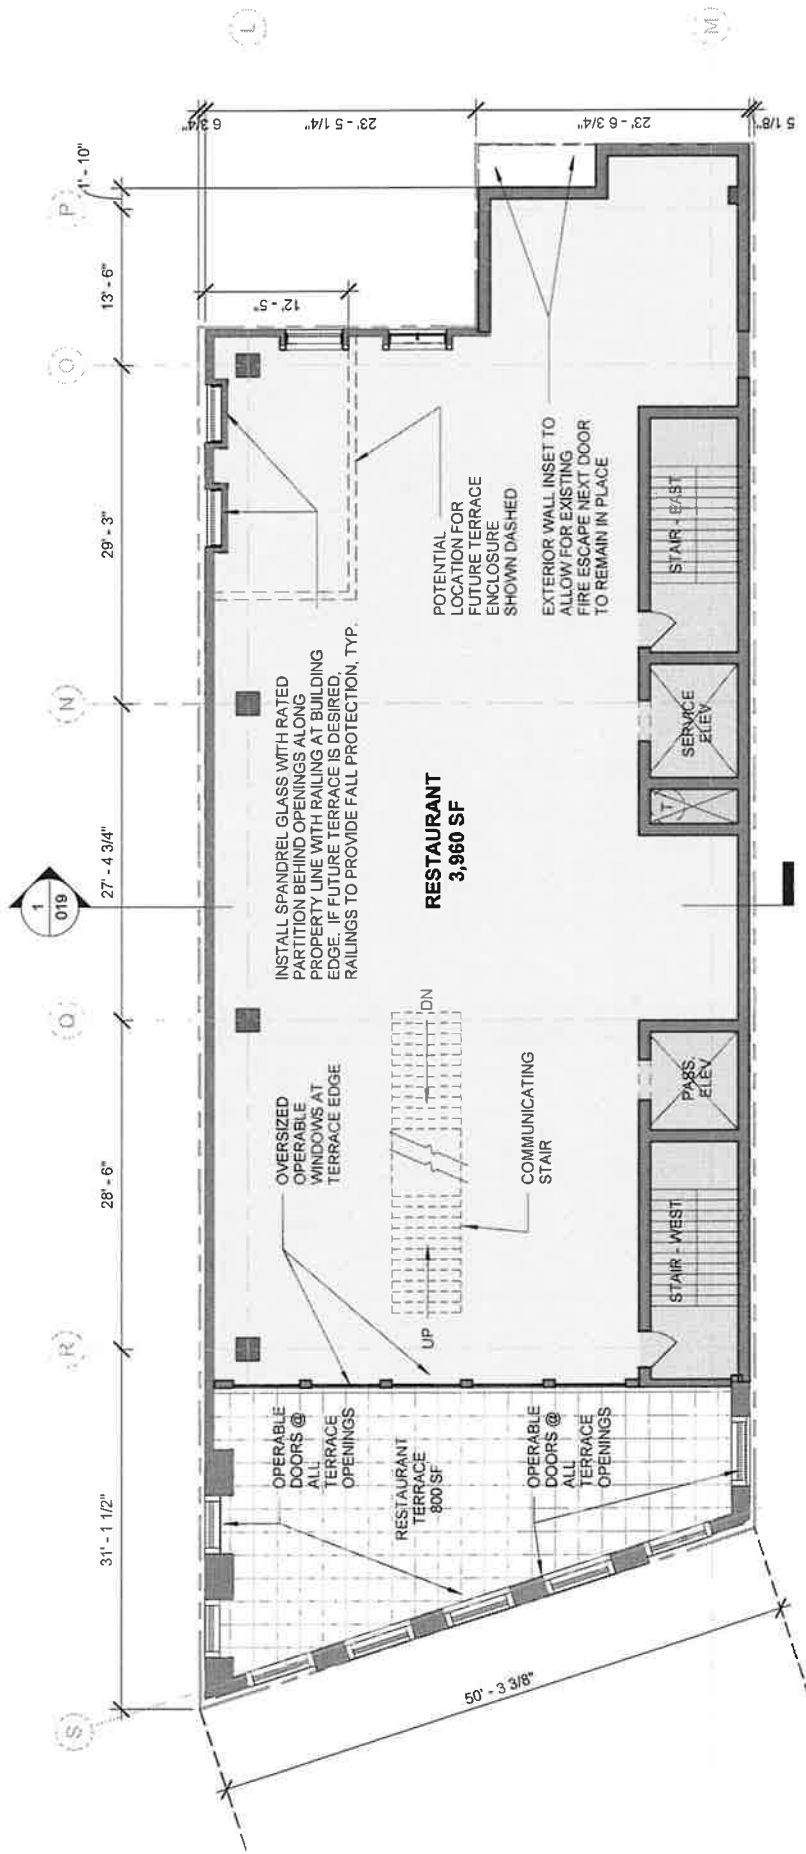 S
R
Q
N
O
P
L
M
31' - 1 1/2"
28' - 6"
27' - 4 3/4"
29' - 3"
13' - 6"
1' - 10"
1
019
6 3/4"
23' - 5 1/4"
23' - 6 3/4"
5 1/8"
12' - 5"
50' - 3 3/8"
OPERABLE
DOORS @
ALL
TERRACE
OPENINGS
RESTAURANT
TERRACE
800 SF
OPERABLE
DOORS @
ALL
TERRACE
OPENINGS
OVERSIZED
OPERABLE
WINDOWS AT
TERRACE EDGE
UP
DN
COMMUNICATING
STAIR
INSTALL SPANDREL GLASS WITH RATED
PARTITION BEHIND OPENINGS ALONG
PROPERTY LINE WITH RAILING AT BUILDING
EDGE. IF FUTURE TERRACE IS DESIRED,
RAILINGS TO PROVIDE FALL PROTECTION, TYP.
RESTAURANT
3,960 SF
POTENTIAL
LOCATION FOR
FUTURE TERRACE
ENCLOSURE
SHOWN DASHED
EXTERIOR WALL INSET TO
ALLOW FOR EXISTING
FIRE ESCAPE NEXT DOOR
TO REMAIN IN PLACE
STAIR - WEST
PASS.
ELEV
T
SERVICE
ELEV
STAIR - EAST